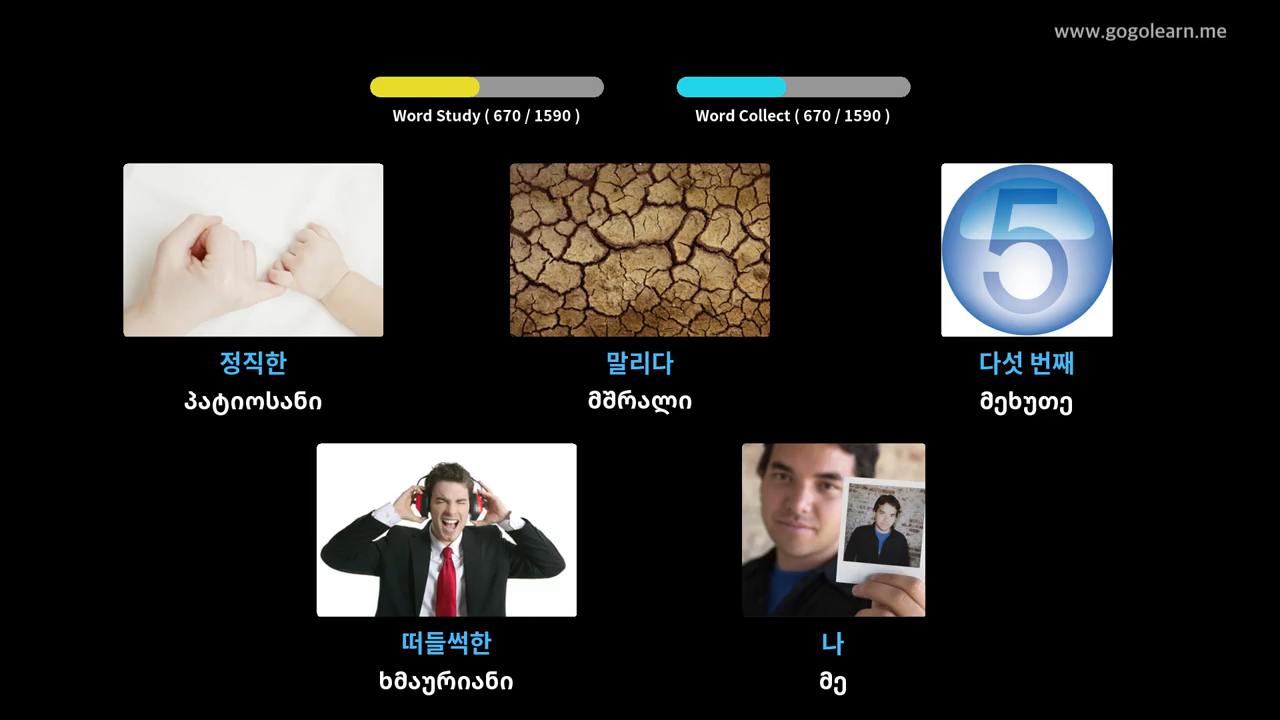 www.gogolearn.me
Word Study ( 670 / 1590 )
Word Collect ( 670 / 1590 )
5
정직한
პატიოსანი
말리다
მშრალი
다섯 번째
მეხუთე
떠들썩한
ხმაურიანი
나
მე